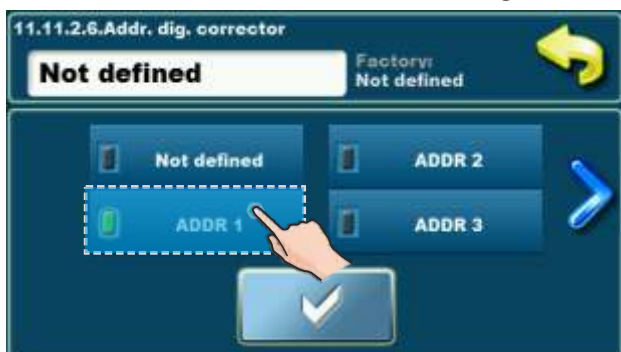 11.11.2.6.Addr. dig. corrector
Not defined
Factory:
Not defined
Not defined
ADDR 2
ADDR 1
ADDR 3